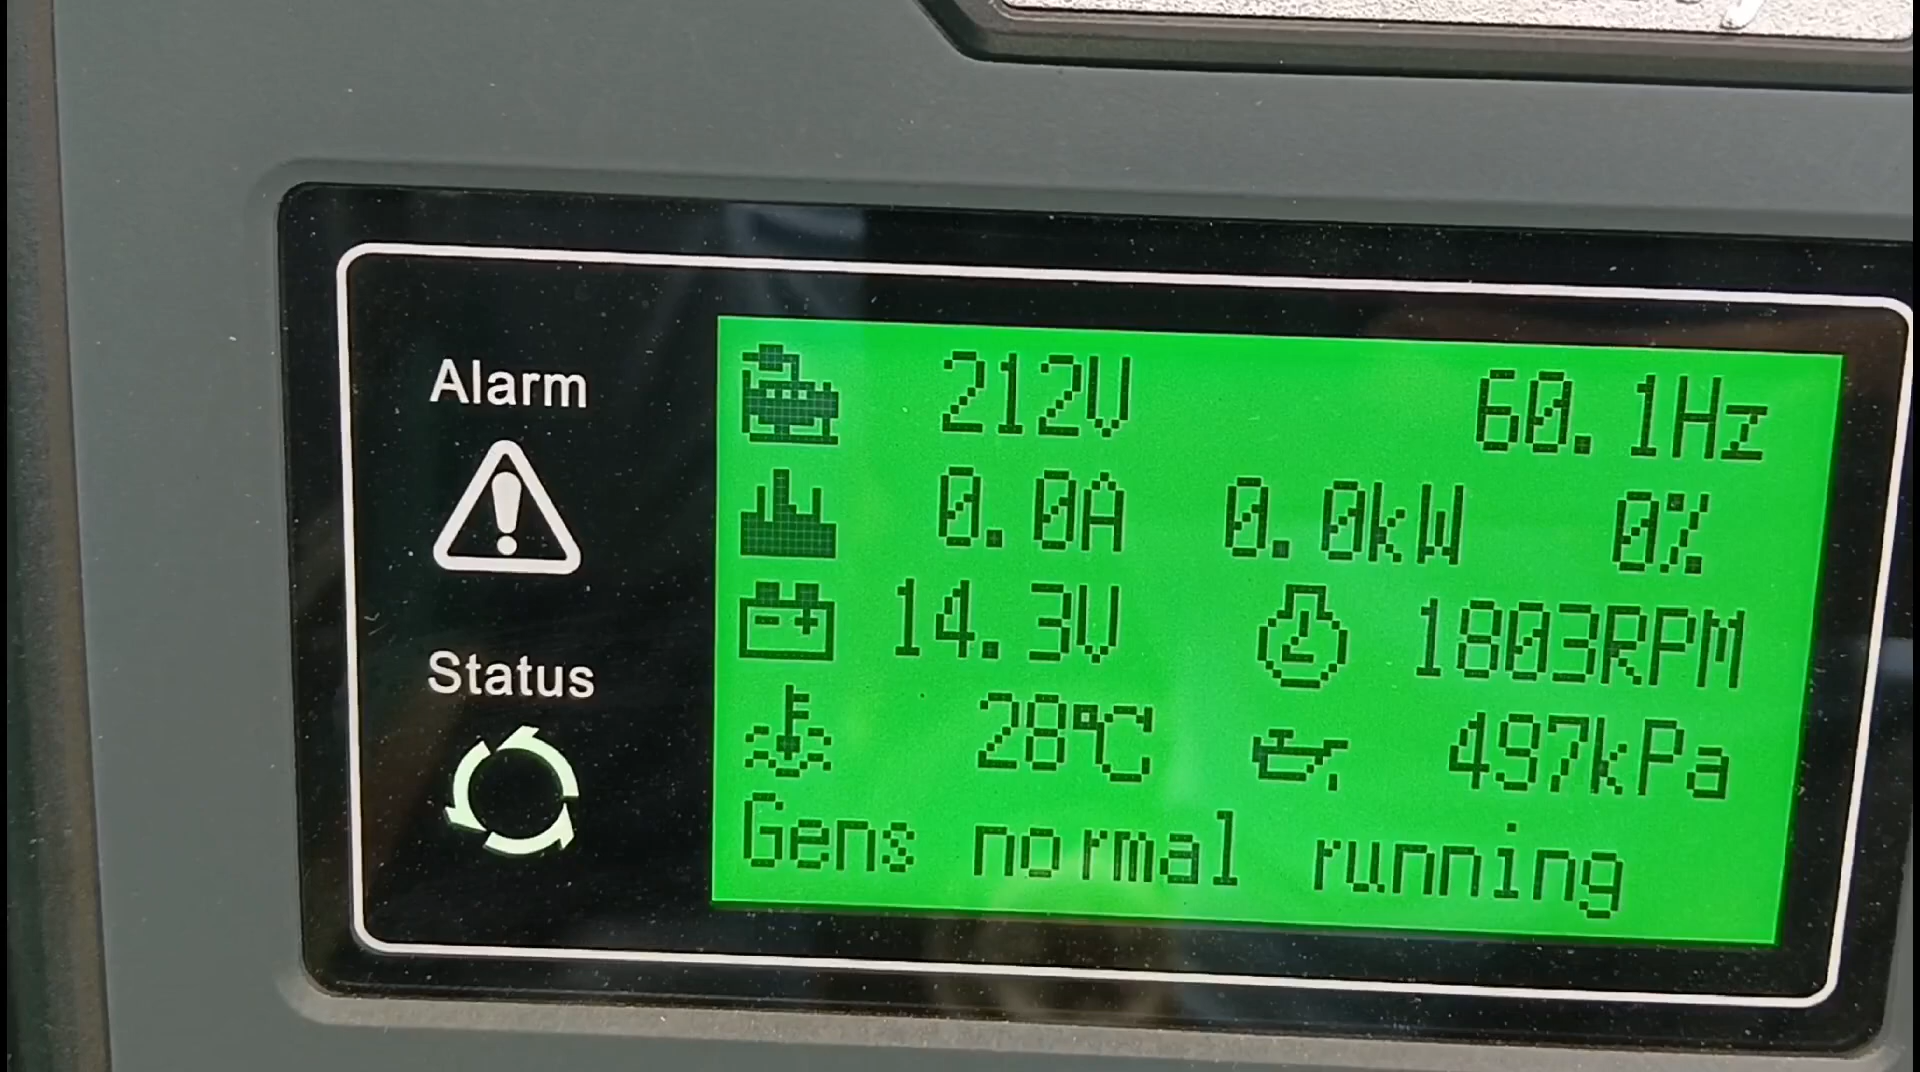 Alarm
Status
212V 60.1Hz
0.0A 0.0kW 0%
14.3V 1803RPM
28℃ 497kPa
Gens normal running